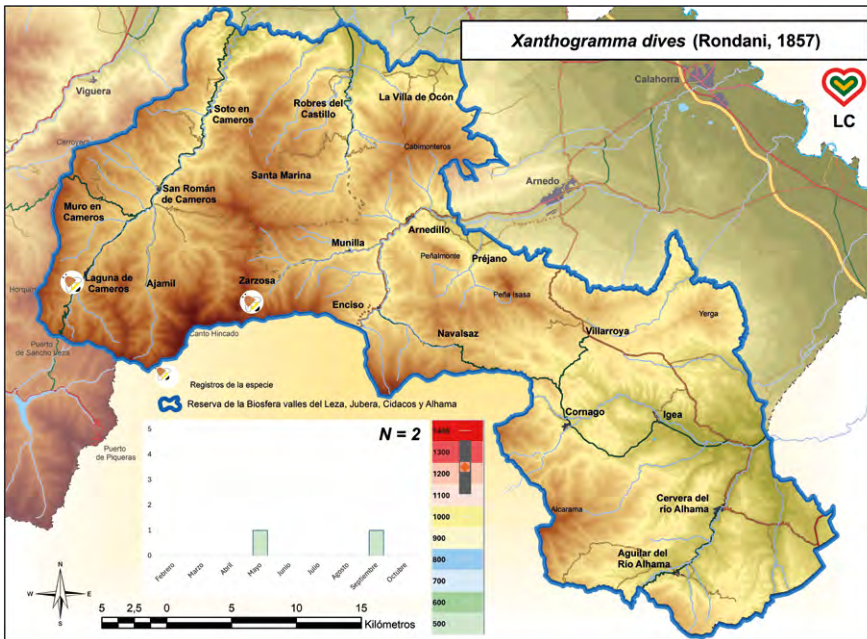 Xanthogramma dives (Rondani, 1857)
LC
Calahorra
Viguera
Soto en
Cameros
Robres del
Castillo
La Villa de Ocón
Cabimonteros
Santa Marina
Arnedo
San Román
de Cameros
Muro en
Cameros
Arnedillo
Munilla
Peñalmonte
Préjano
Laguna de
Cameros
Ajamil
Zarzosa
Enciso
Peña Isasa
Yerga
Canto Hincado
Navalsaz
Villarroya
Puerto
de Sancho Leza
Registros de la especie
Reserva de la Biosfera valles del Leza, Jubera, Cidacos y Alhama
Cornago
Igea
Puerto
de Piqueras
N = 2
5
4
3
2
1
0
Febrero
Marzo
Abril
Mayo
Junio
Julio
Agosto
Septiembre
Octubre
1300
1200
1100
1000
900
800
700
600
500
Alcarama
Cervera del
río Alhama
Aguilar del
Río Alhama
N
W
E
S
5 2,5 0 5 10 15
Kilómetros